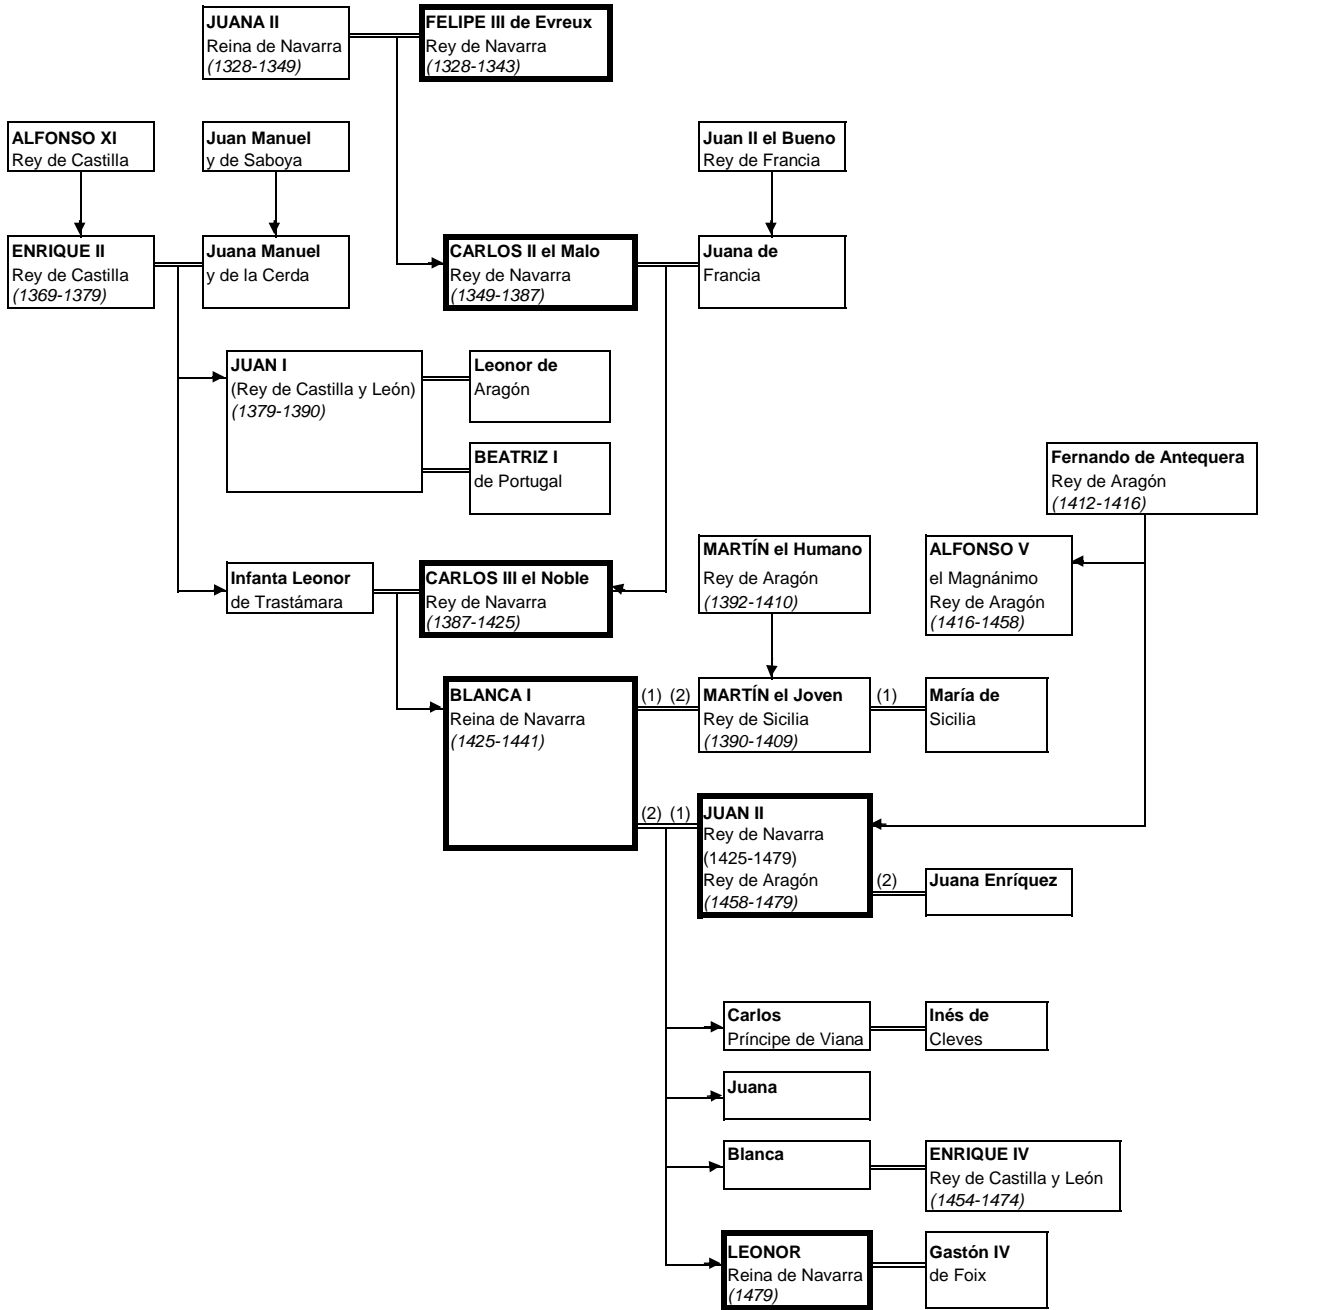 JUANA II
Reina de Navarra
(1328-1349)
FELIPE III de Evreux
Rey de Navarra
(1328-1343)
ALFONSO XI
Rey de Castilla
Juan Manuel
y de Saboya
Juan II el Bueno
Rey de Francia
ENRIQUE II
Rey de Castilla
(1369-1379)
Juana Manuel
y de la Cerda
CARLOS II el Malo
Rey de Navarra
(1349-1387)
Juana de
Francia
JUAN I
(Rey de Castilla y León)
(1379-1390)
Leonor de
Aragón
BEATRIZ I
de Portugal
Fernando de Antequera
Rey de Aragón
(1412-1416)
Infanta Leonor
de Trastámara
CARLOS III el Noble
Rey de Navarra
(1387-1425)
MARTÍN el Humano
Rey de Aragón
(1392-1410)
ALFONSO V
el Magnánimo
Rey de Aragón
(1416-1458)
BLANCA I
Reina de Navarra
(1425-1441)
(1) (2)
MARTÍN el Joven
Rey de Sicilia
(1390-1409)
(1)
María de
Sicilia
(2) (1)
JUAN II
Rey de Navarra
(1425-1479)
Rey de Aragón
(1458-1479)
(2)
Juana Enríquez
Carlos
Príncipe de Viana
Inés de
Cleves
Juana
Blanca
ENRIQUE IV
Rey de Castilla y León
(1454-1474)
LEONOR
Reina de Navarra
(1479)
Gastón IV
de Foix